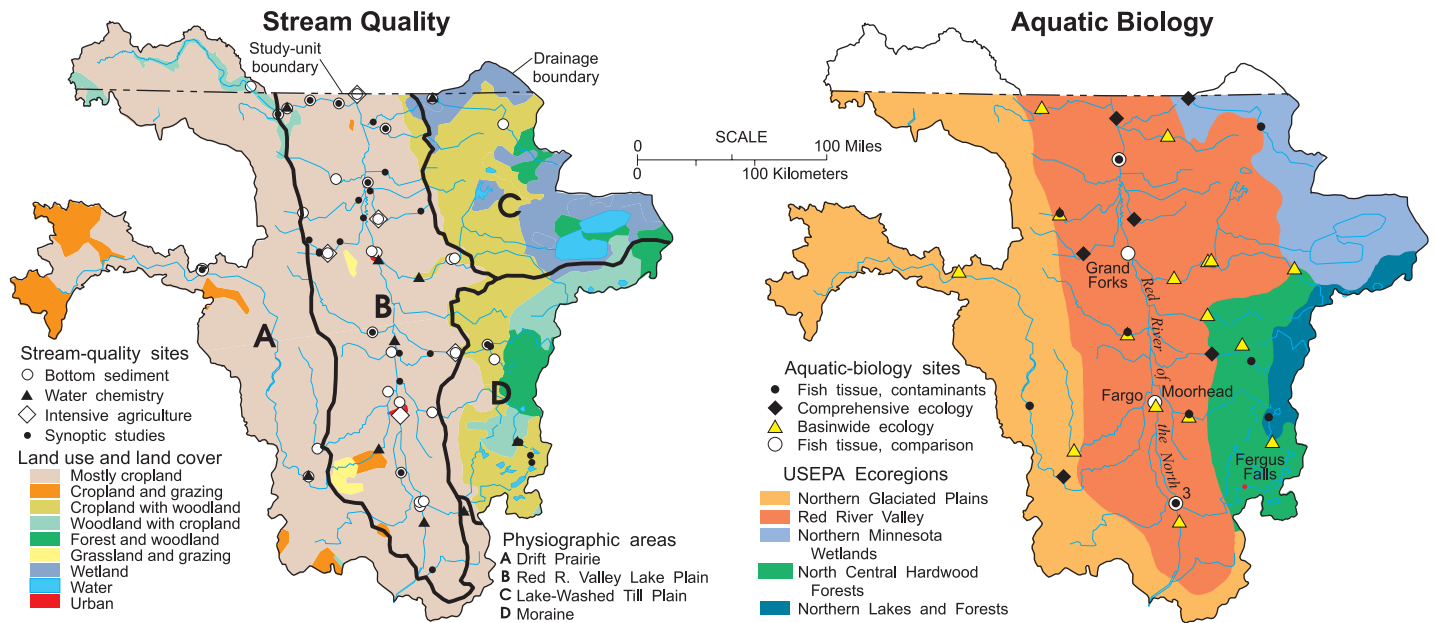 Stream Quality
Study-unit
boundary
Drainage
boundary
0
SCALE
100 Miles
0
100 Kilometers
A
B
C
D
Stream-quality sites
Bottom sediment
Water chemistry
Intensive agriculture
Synoptic studies
Land use and land cover
Mostly cropland
Cropland and grazing
Cropland with woodland
Woodland with cropland
Forest and woodland
Grassland and grazing
Wetland
Water
Urban
Physiographic areas
A Drift Prairie
B Red R. Valley Lake Plain
C Lake-Washed Till Plain
D Moraine
Aquatic Biology
Grand
Forks
Red River of the North
Fargo
Moorhead
Fergus
Falls
3
Aquatic-biology sites
Fish tissue, contaminants
Comprehensive ecology
Basinwide ecology
Fish tissue, comparison
USEPA Ecoregions
Northern Glaciated Plains
Red River Valley
Northern Minnesota
Wetlands
North Central Hardwood
Forests
Northern Lakes and Forests